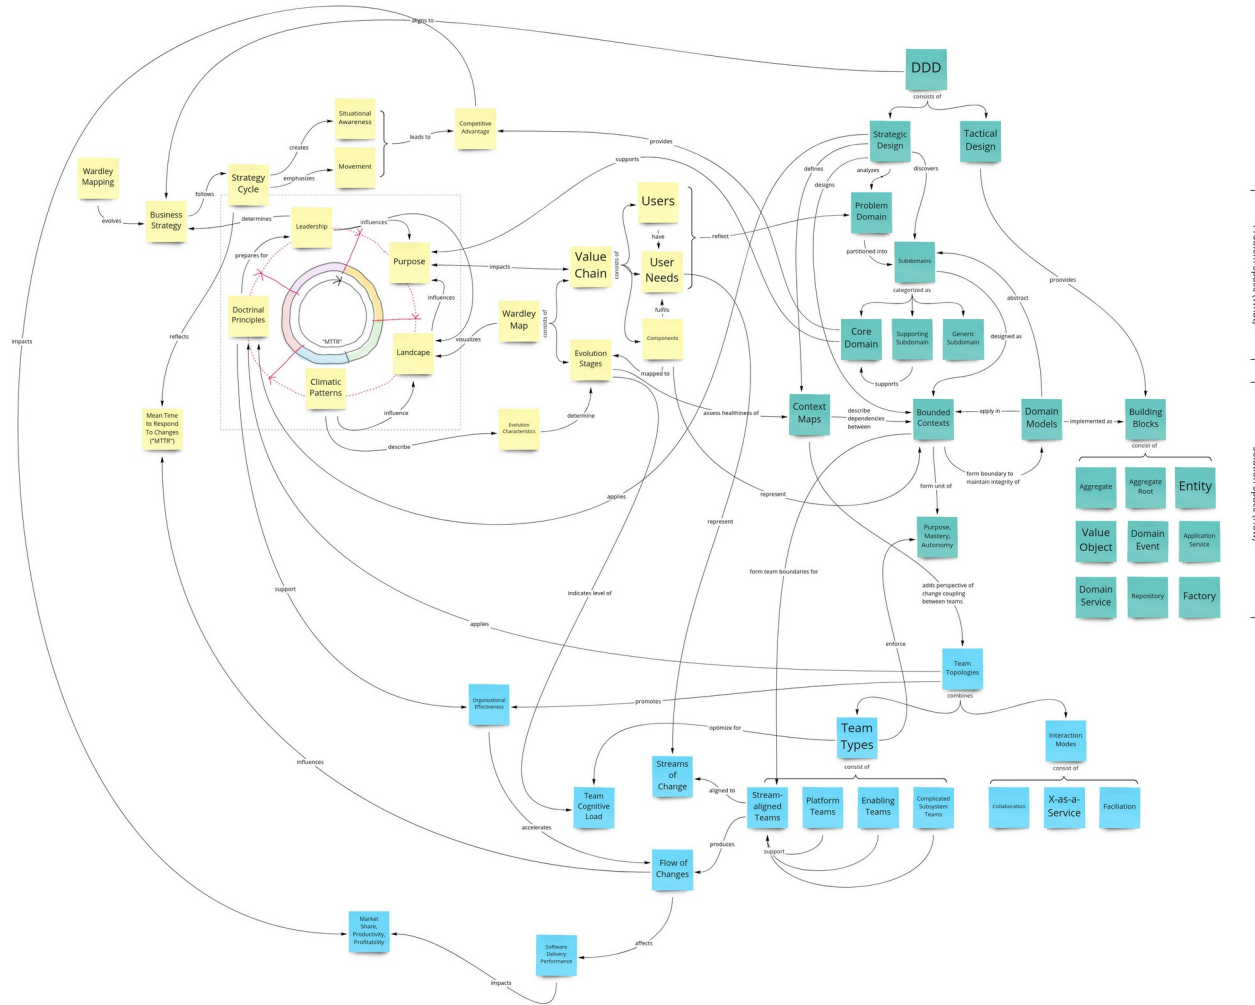 aligns to
DDD
consists of
Situational
Awareness
Competitive
Advantage
Strategic
Design
Tactical
Design
creates
leads to
provides
Wardley
Mapping
Strategy
Cycle
emphasizes
Movement
supports
defines
analyzes
discovers
designs
evolves
follows
Business
Strategy
determines
Leadership
influences
Users
have
reflect
Problem
Domain
partitioned into
prepares for
Purpose
impacts
Value
Chain
consists of
User
Needs
Subdomains
categorized as
proovides
influences
fulfils
abstract
Doctrinal
Principles
Wardley
Map
consists of
Components
Core
Domain
Supporting
Subdomain
Generic
Subdomain
designed as
"MTTR"
Landscape
visualizes
impacts
reflects
Evolution
Stages
mapped to
supports
Climatic
Patterns
influence
Mean Time
to Respond
To Changes
("MTTR")
describe
Evolution
Characteristics
determine
assess healthiness of
Context
Maps
describe
dependencies
between
Bounded
Contexts
apply in
Domain
Models
implemented as
Building
Blocks
consist of
form boundary to
maintain integrity of
form unit of
applies
represent
Aggregate
Aggregate
Root
Entity
represent
Purpose,
Mastery,
Autonomy
Value
Object
Domain
Event
Application
Service
form team boundaries for
adds perspective of
change coupling
between teams
support
indicates level of
Domain
Service
Repository
Factory
applies
enforce
Team
Topologies
combines
Organisational
Effectiveness
promotes
optimize for
Team
Types
consist of
Interaction
Modes
consist of
influences
Streams
of
Change
aligned to
Team
Cognitive
Load
Stream-
aligned
Teams
Platform
Teams
Enabling
Teams
Complicated
Subsystem
Teams
Collaboration
X-as-a-
Service
Faciliation
accelerates
produces
support
Flow of
Changes
Market
Share,
Productivity,
Profitability
affects
Software
Delivery
Performance
impacts